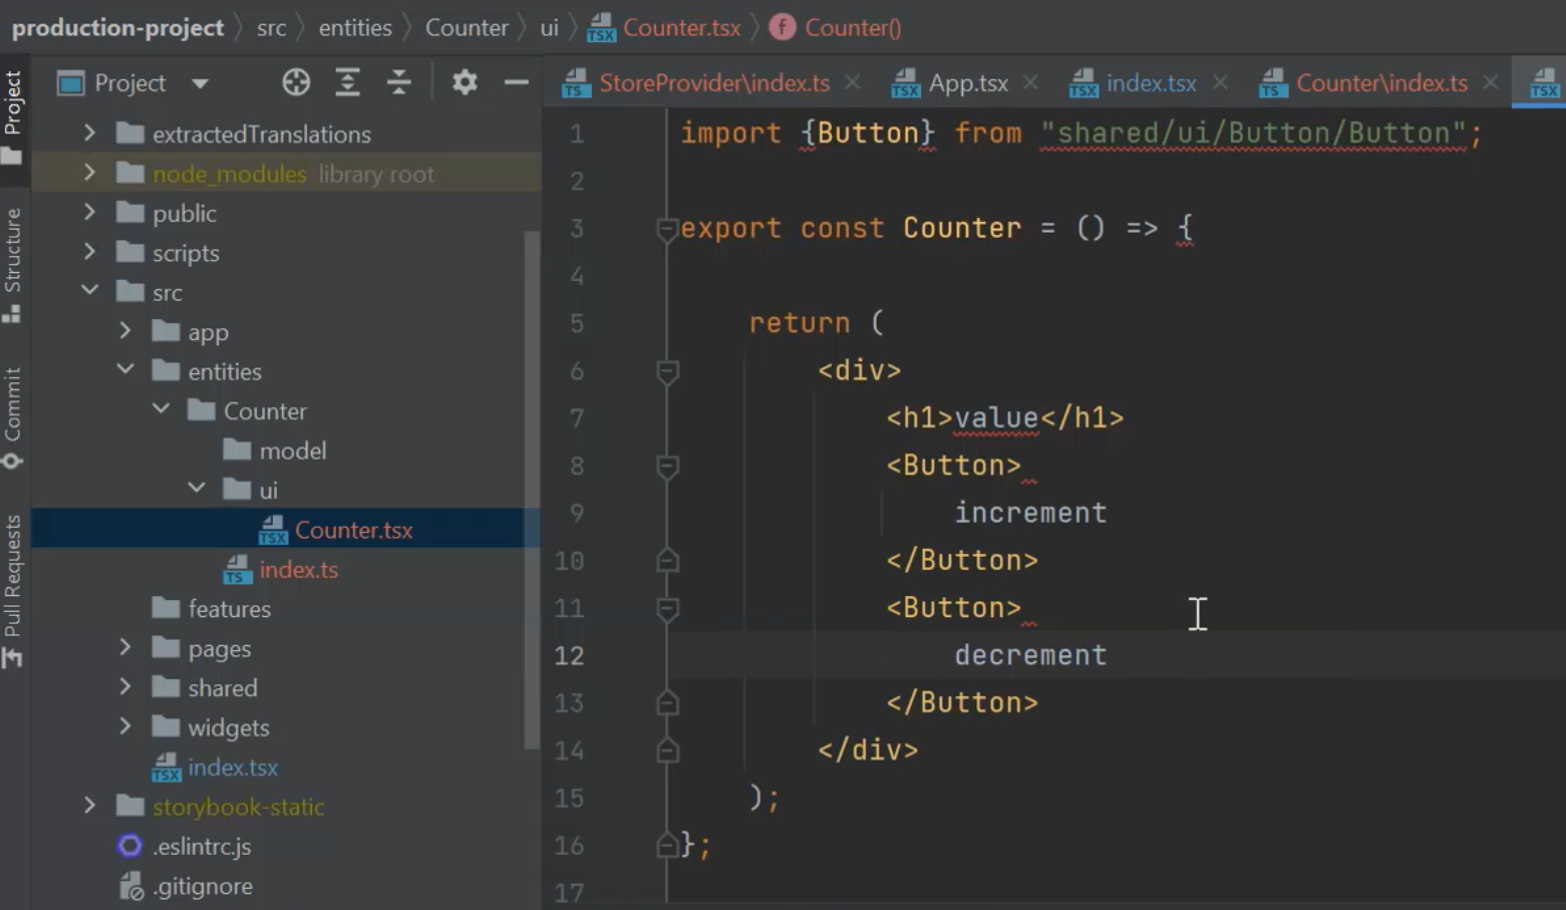 production-project > src > entities > Counter > ui > Counter.tsx > Counter()
Project
Structure
Commit
Pull Requests
Project
extractedTranslations
node_modules library root
public
scripts
src
app
entities
Counter
model
ui
Counter.tsx
index.ts
features
pages
shared
widgets
index.tsx
storybook-static
.eslintrc.js
.gitignore
StoreProvider\index.ts App.tsx index.tsx Counter\index.ts
1 import {Button} from "shared/ui/Button/Button";
2
3 export const Counter = () => {
4
5 return (
6 <div>
7 <h1>value</h1>
8 <Button>
9 increment
10 </Button>
11 <Button>
12 decrement
13 </Button>
14 </div>
15 );
16 };
17